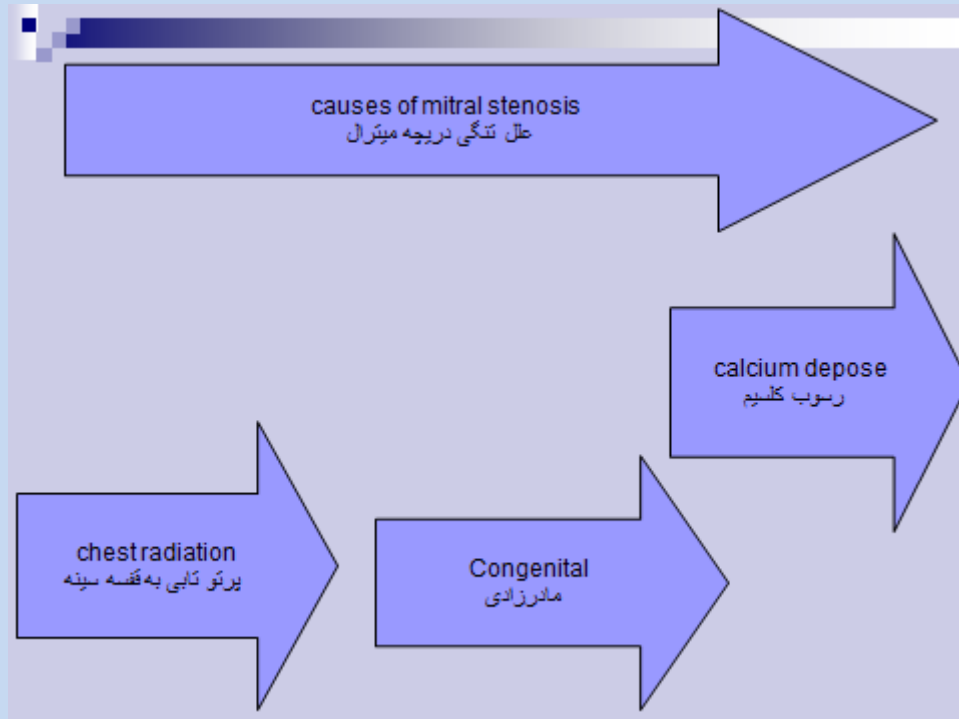 causes of mitral stenosis
علل تنگی دریچه میترال
calcium depose
رسوب کلسیم
chest radiation
پرتو تابی به قفسه سینه
Congenital
مادرزادی